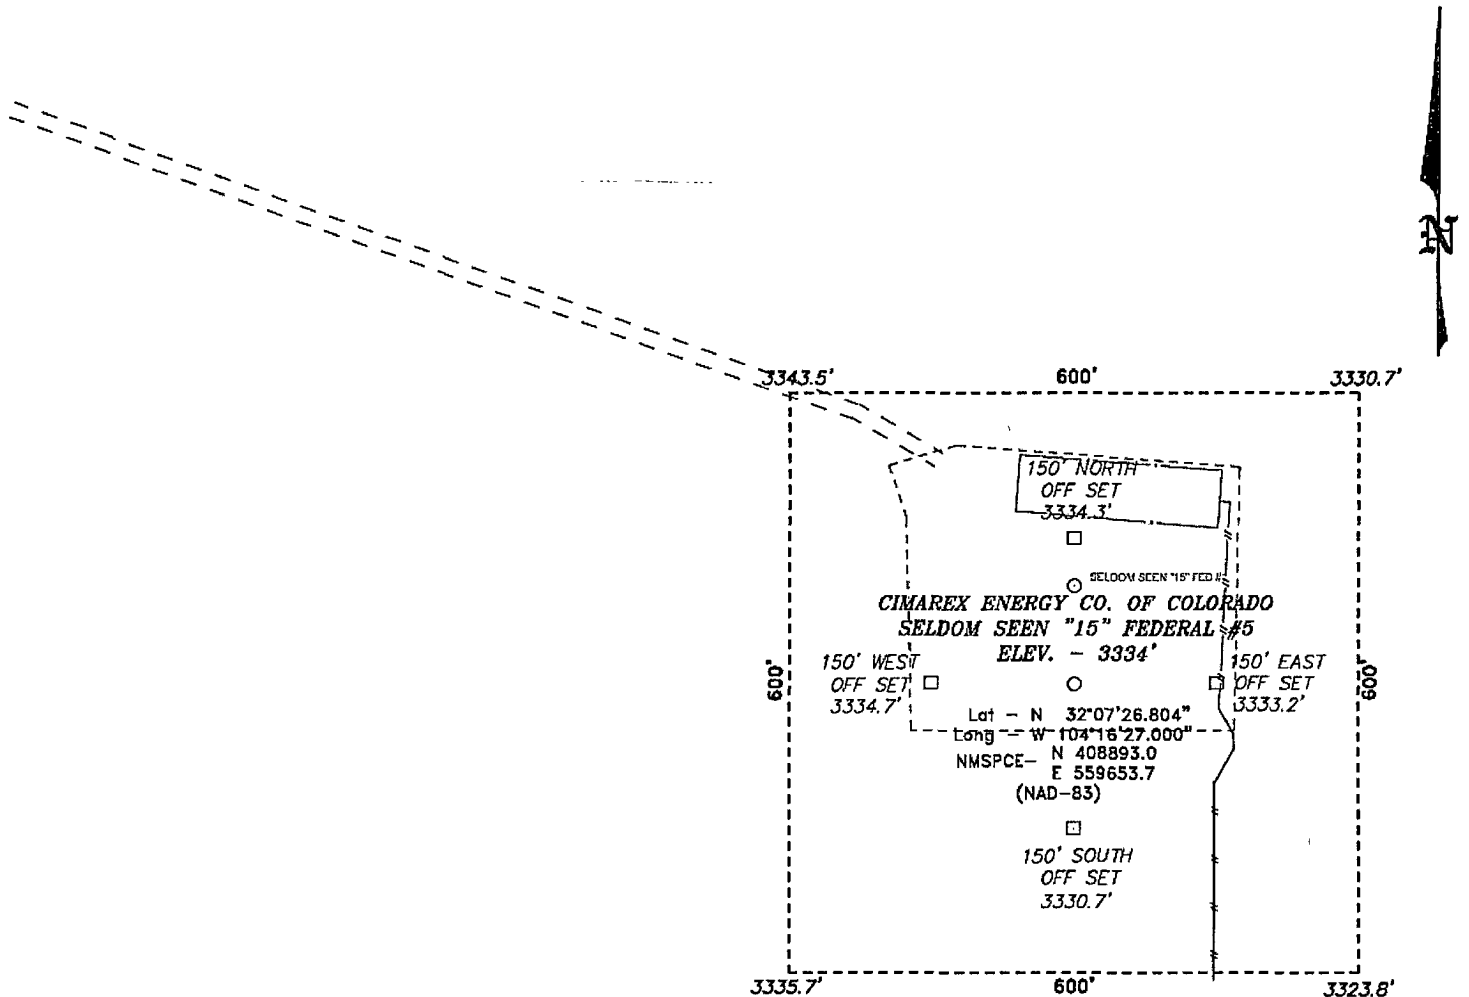 N
3343.5'
600'
3330.7'
150' NORTH
OFF SET
3334.3'
SELDOM SEEN "15" FED
CIMAREX ENERGY CO. OF COLORADO
SELDOM SEEN "15" FEDERAL #5
ELEV. - 3334'
600'
150' WEST
OFF SET
3334.7'
150' EAST
OFF SET
3333.2'
600'
Lat - N 32°07'26.804"
Long - W 104°16'27.000"
NMSPCE- N 408893.0
E 559653.7
(NAD-83)
150' SOUTH
OFF SET
3330.7'
3335.7'
600'
3323.8'